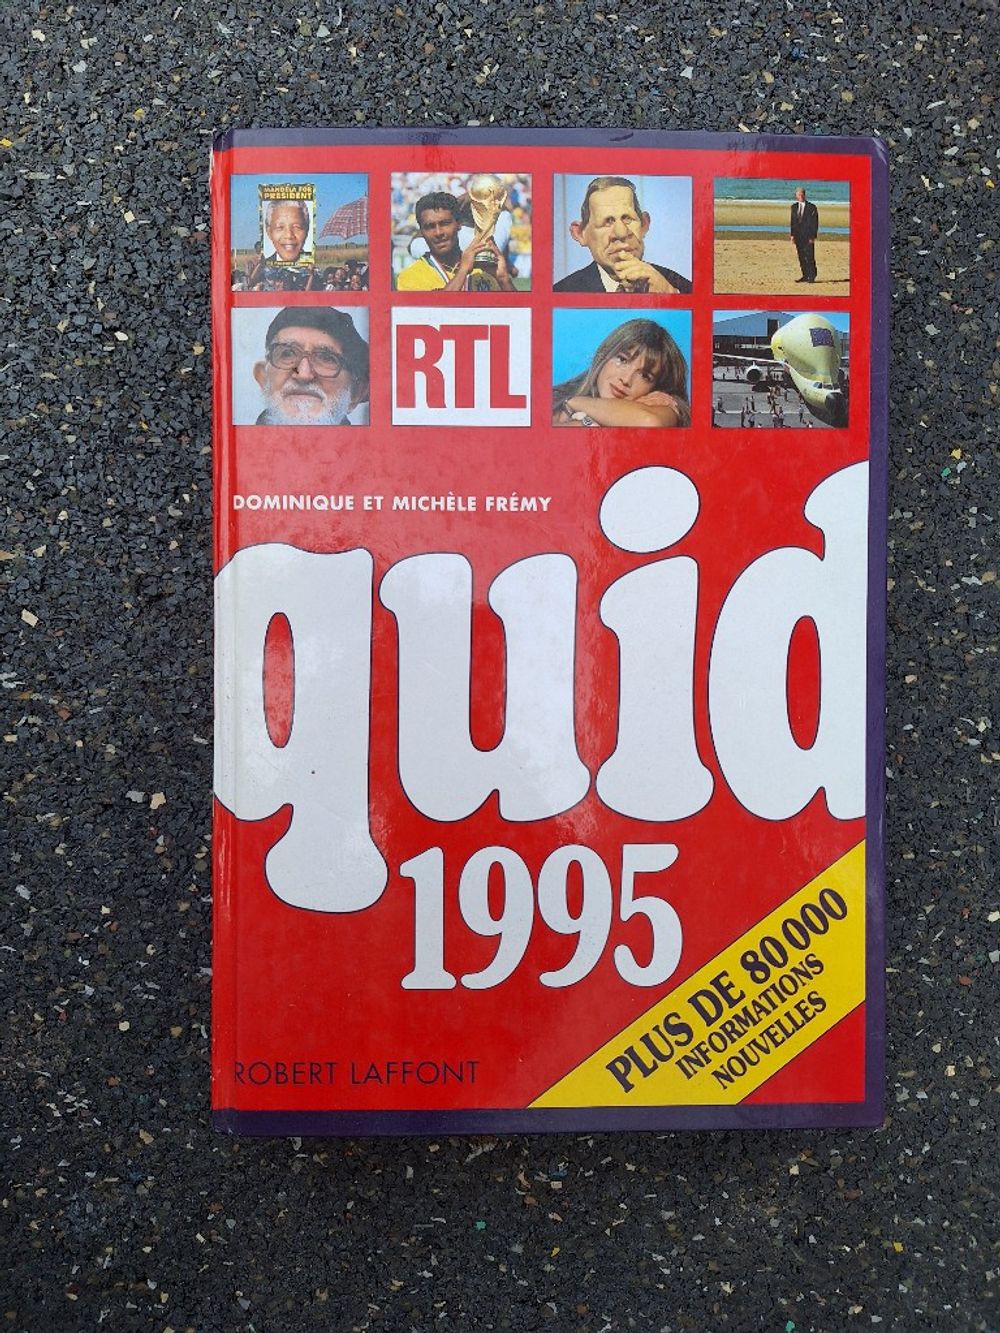 MANDELA FOR
PRESIDENT
RTL
DOMINIQUE ET MICHÈLE FRÉMY
quid
1995
PLUS DE 80 000
INFORMATIONS
NOUVELLES
ROBERT LAFFONT